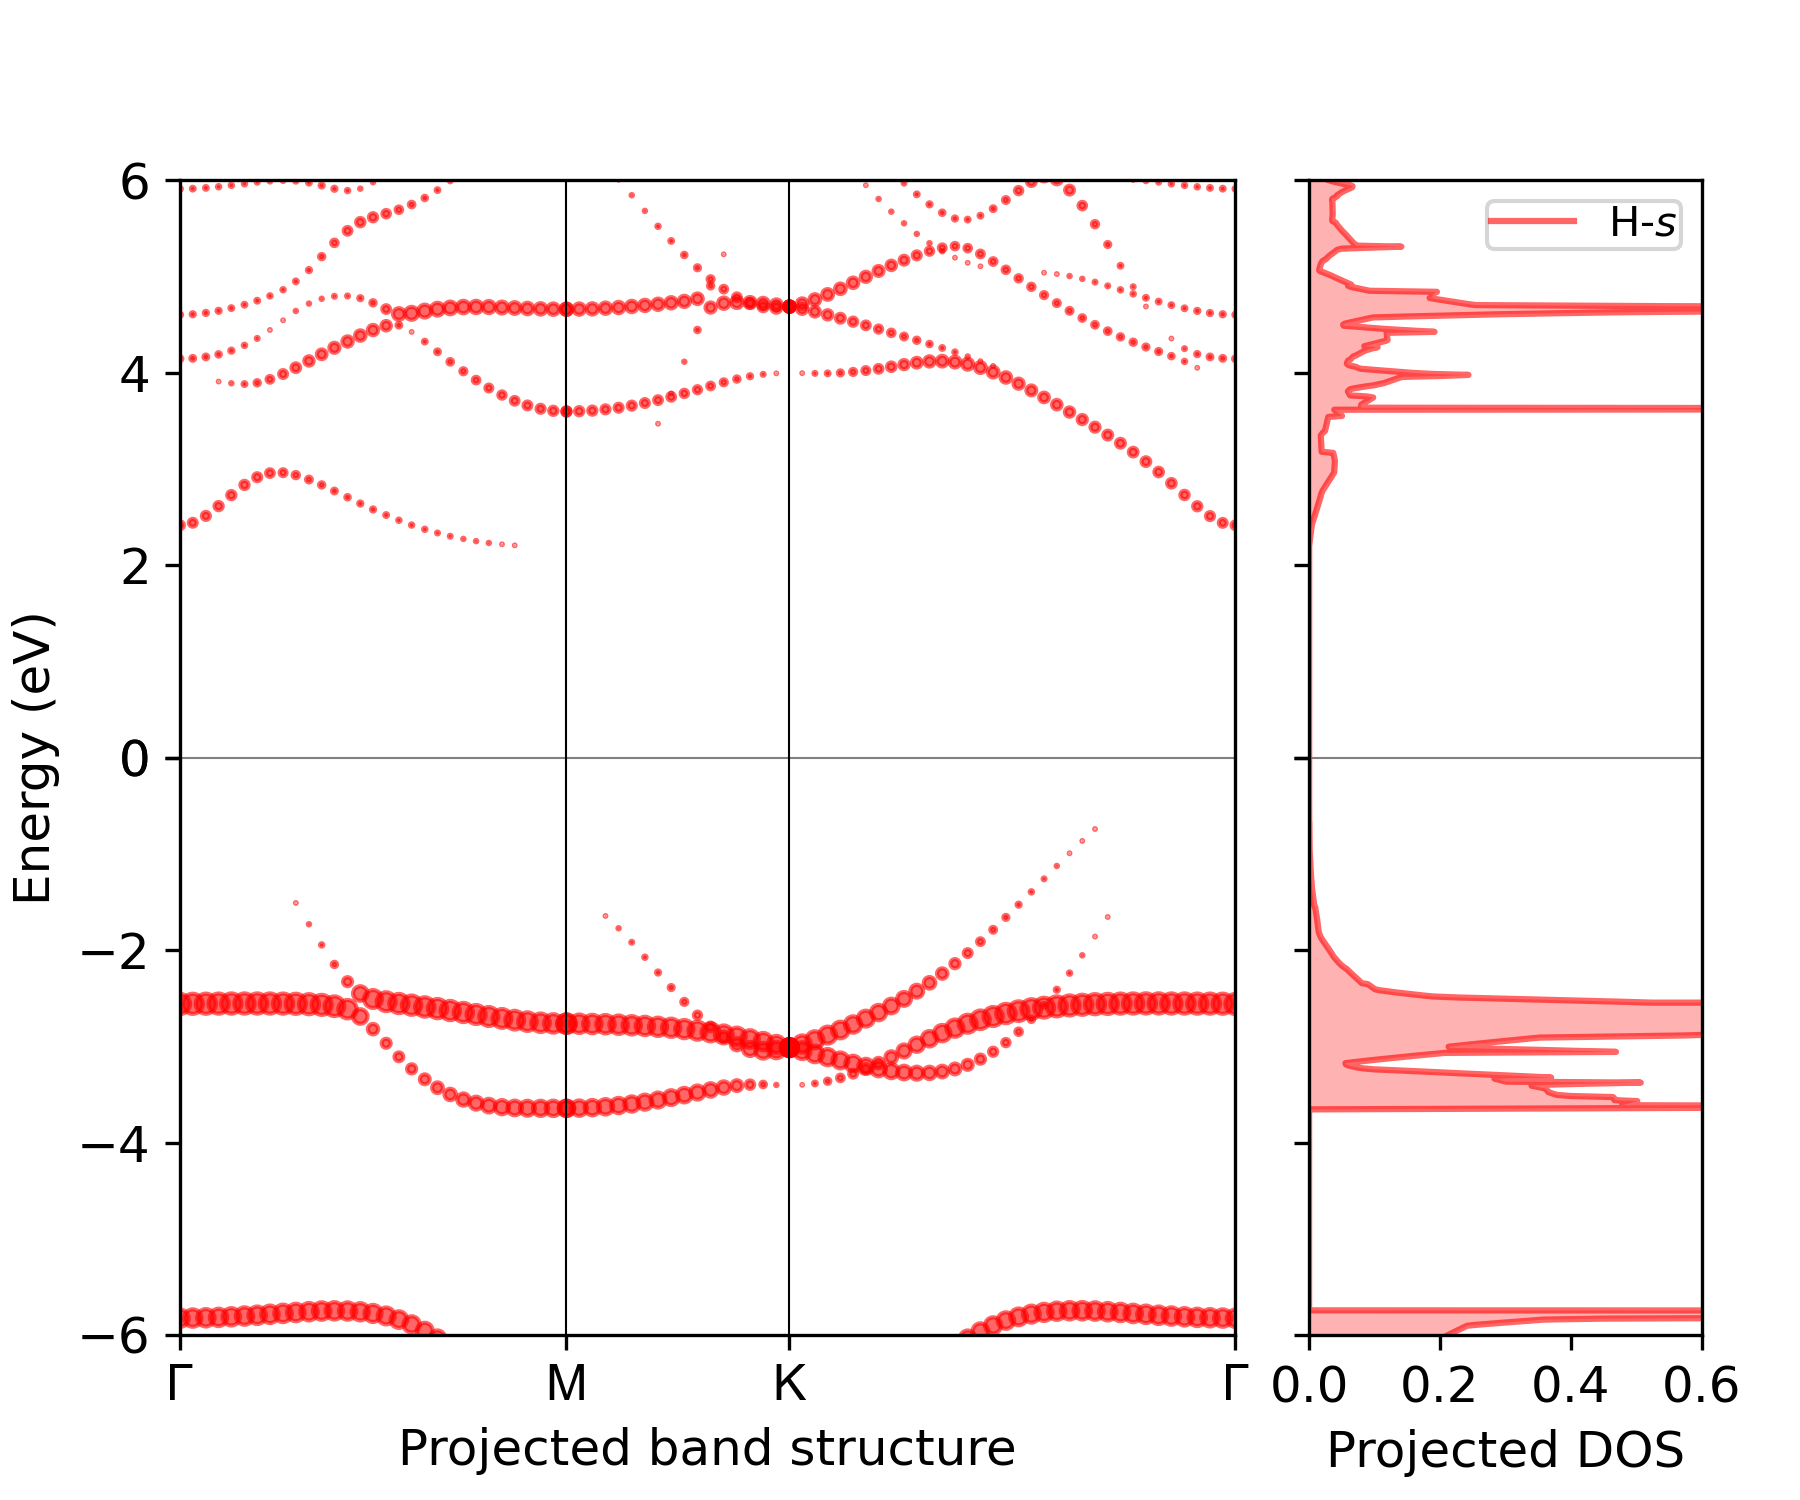 6
4
2
0
−2
−4
−6
Energy (eV)
Γ
M
K
Γ
Projected band structure
H-s
0.0
0.2
0.4
0.6
Projected DOS